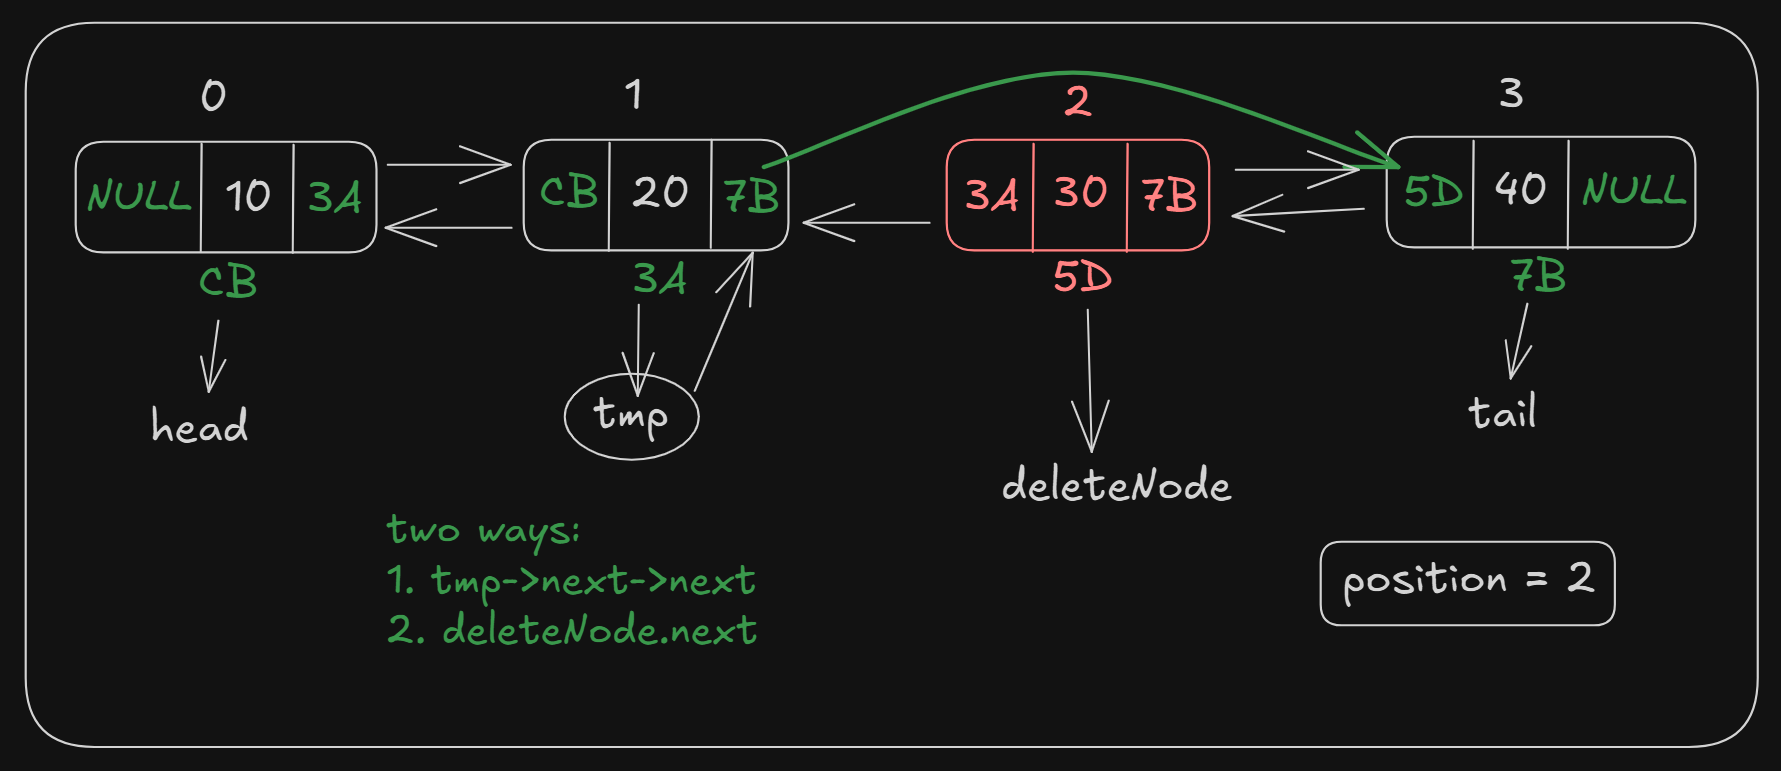 0
1
2
3
NULL 10 3A
CB 20 7B
3A 30 7B
5D 40 NULL
CB
3A
5D
7B
head
tmp
deleteNode
tail
two ways:
1. tmp->next->next
2. deleteNode.next
position = 2